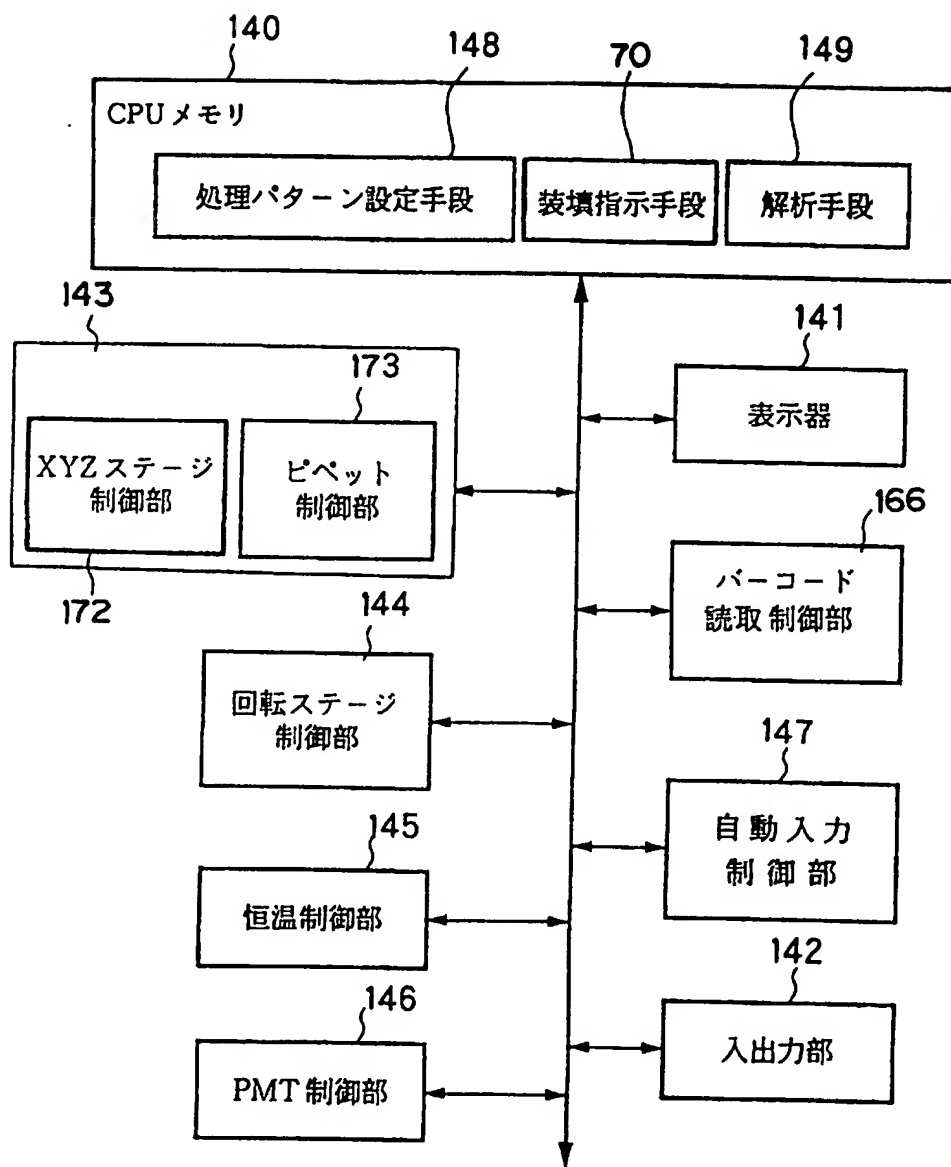 140
148
70
149
CPUメモリ
処理パターン設定手段
装填指示手段
解析手段
143
173
XYZステージ
制御部
ピペット
制御部
172
141
表示器
166
バーコード
読取制御部
144
回転ステージ
制御部
147
自動入力
制御部
145
恒温制御部
142
入出力部
146
PMT制御部